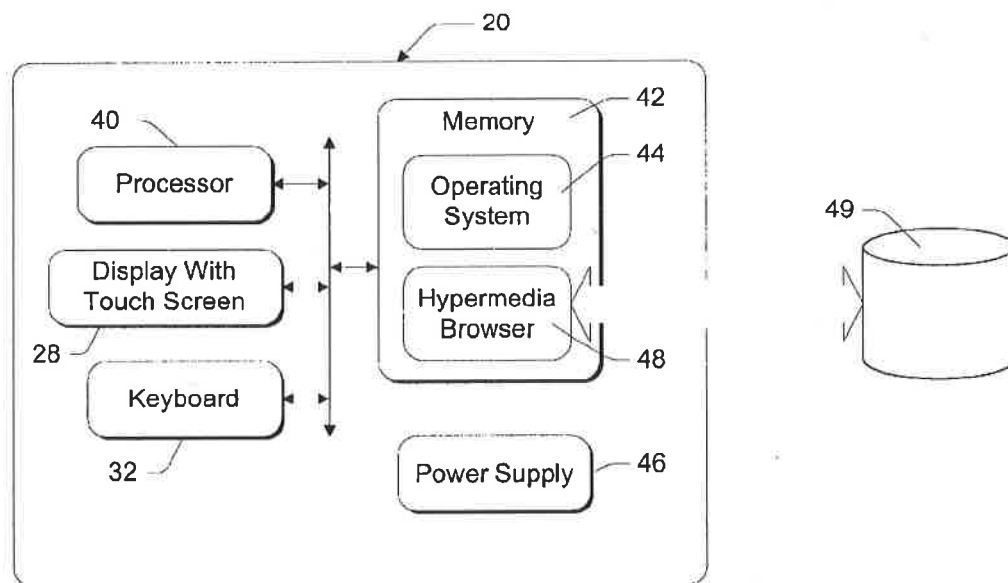 20
42
Memory
40
44
Processor
Operating
System
49
Display With
Touch Screen
Hypermedia
Browser
28
48
Keyboard
32
46
Power Supply